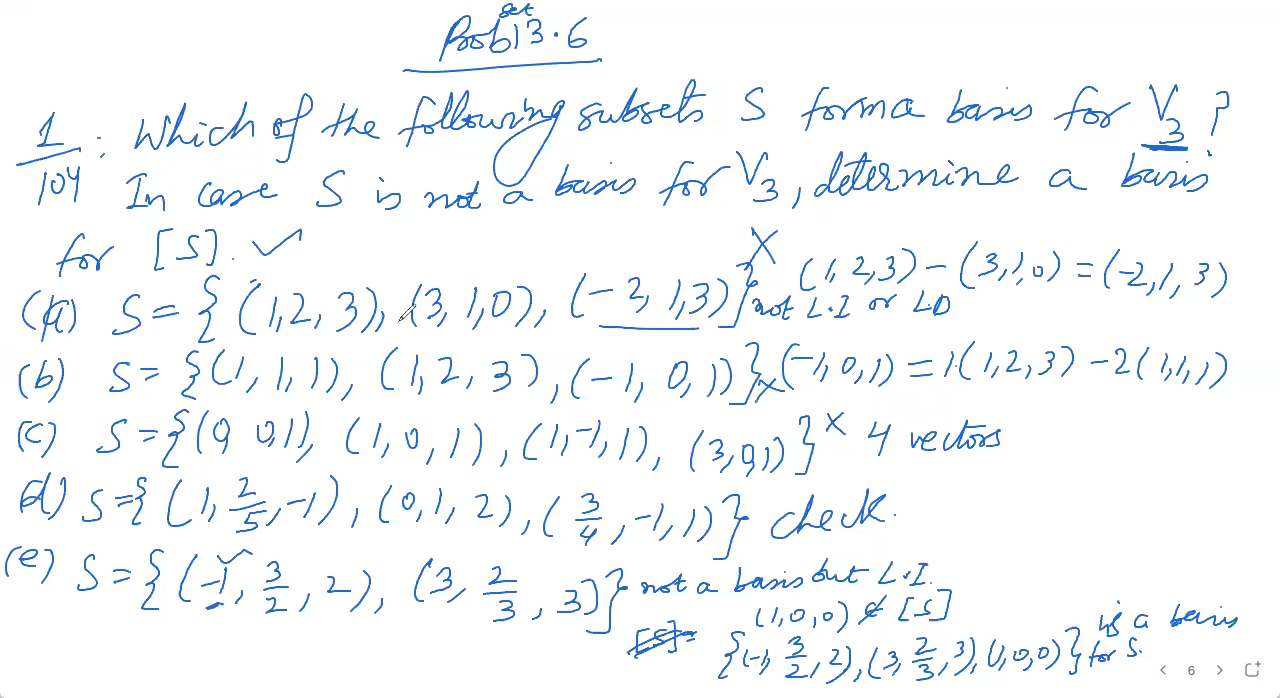 Prob set 3.6
1/104 : Which of the following subsets S form a basis for V₃?
In case S is not a basis for V₃, determine a basis
for [S]. ✓
(a) S = {(1,2,3), (3,1,0), (-2,1,3)} × not L.I or L.D (1,2,3) - (3,1,0) = (-2,1,3)
(b) S = {(1,1,1), (1,2,3), (-1,0,1)} × (-1,0,1) = 1·(1,2,3) - 2(1,1,1)
(c) S = {(0,0,1), (1,0,1), (1,-1,1), (3,0,1)} × 4 vectors
(d) S = {(1, 2/5, -1), (0,1,2), (3/4, -1, 1)} check.
(e) S = {(-1, 3/2, 2), (3, 2/3, 3)} not a basis but L.I.
(1,0,0) ∉ [S]
[S] =
{(-1, 3/2, 2), (3, 2/3, 3), (1,0,0)} is a basis for S.
6